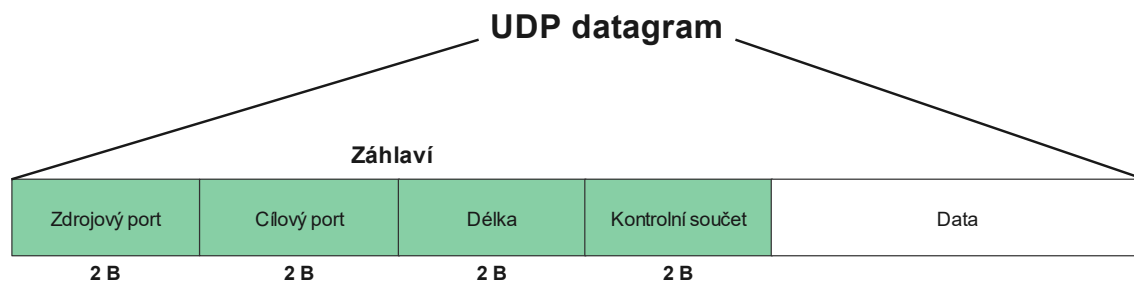 UDP datagram
Záhlaví
Zdrojový port
Cílový port
Délka
Kontrolní součet
Data
2 B
2 B
2 B
2 B